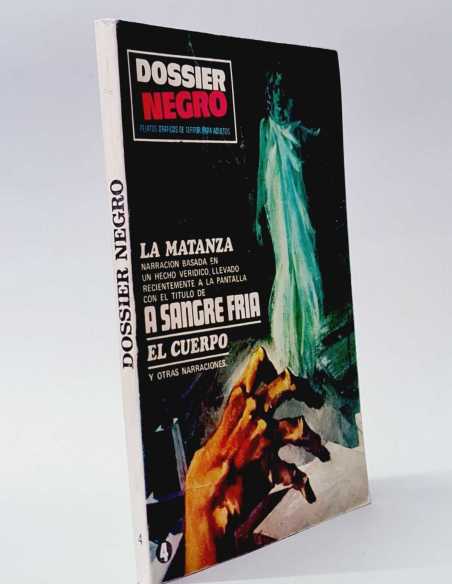 DOSSIER
NEGRO
RELATOS GRAFICOS DE TERROR PARA ADULTOS
LA MATANZA
NARRACION BASADA EN
UN HECHO VERIDICO, LLEVADO
RECIENTEMENTE A LA PANTALLA
CON EL TITULO DE
A SANGRE FRIA
EL CUERPO
Y OTRAS NARRACIONES.
DOSSIER NEGRO
4
4